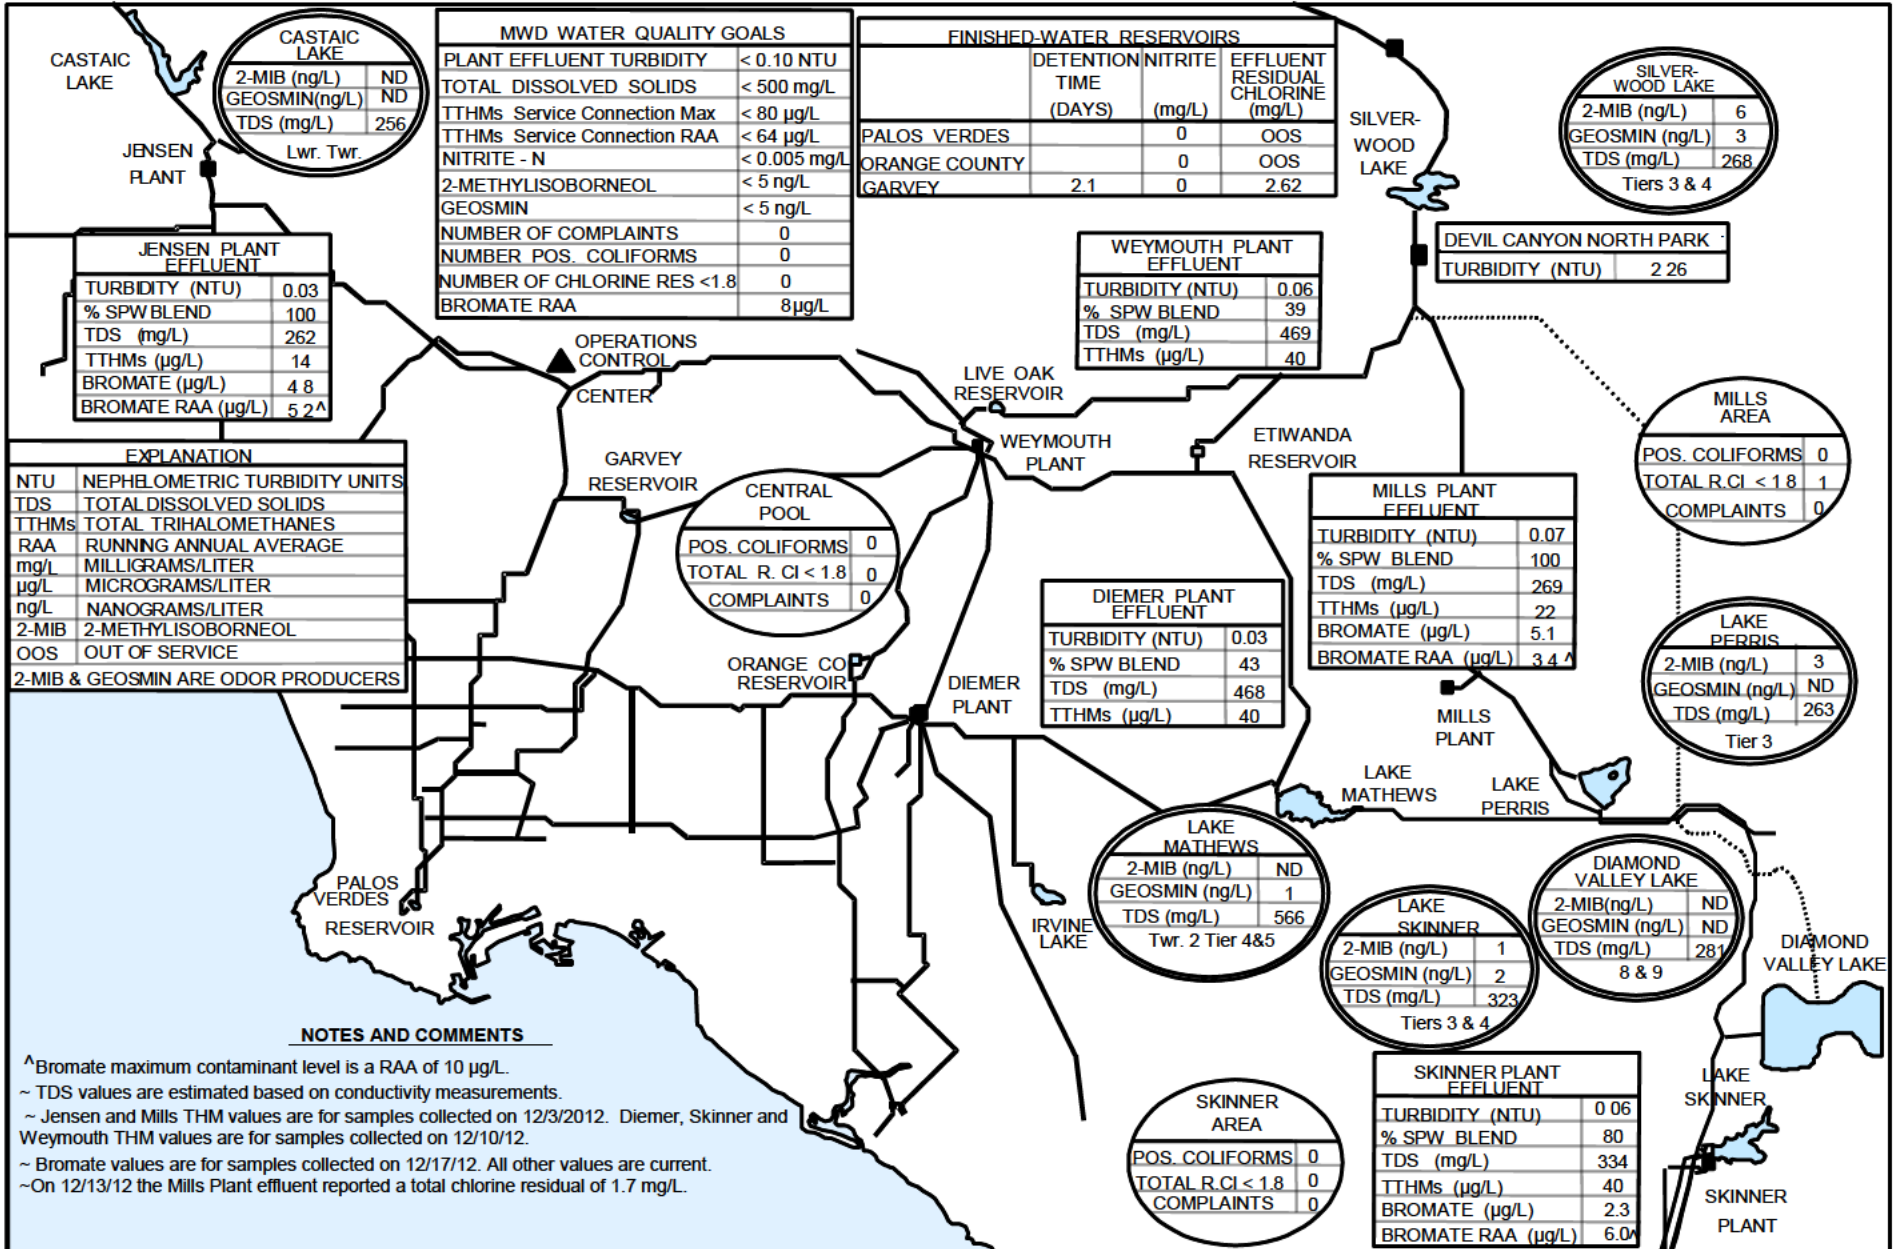 CASTAIC
LAKE
CASTAIC
LAKE
2-MIB (ng/L) ND
GEOSMIN(ng/L) ND
TDS (mg/L) 256
Lwr. Twr.
JENSEN
PLANT
MWD WATER QUALITY GOALS
PLANT EFFLUENT TURBIDITY < 0.10 NTU
TOTAL DISSOLVED SOLIDS < 500 mg/L
TTHMs Service Connection Max < 80 µg/L
TTHMs Service Connection RAA < 64 µg/L
NITRITE - N < 0.005 mg/L
2-METHYLISOBORNEOL < 5 ng/L
GEOSMIN < 5 ng/L
NUMBER OF COMPLAINTS 0
NUMBER POS. COLIFORMS 0
NUMBER OF CHLORINE RES <1.8 0
BROMATE RAA 8µg/L
FINISHED-WATER RESERVOIRS
DETENTION NITRITE EFFLUENT
TIME RESIDUAL
CHLORINE
(DAYS) (mg/L) (mg/L)
PALOS VERDES 0 OOS
ORANGE COUNTY 0 OOS
GARVEY 2.1 0 2.62
SILVER-
WOOD
LAKE
SILVER-
WOOD LAKE
2-MIB (ng/L) 6
GEOSMIN (ng/L) 3
TDS (mg/L) 268
Tiers 3 & 4
DEVIL CANYON NORTH PARK
TURBIDITY (NTU) 2 26
JENSEN PLANT
EFFLUENT
TURBIDITY (NTU) 0.03
% SPW BLEND 100
TDS (mg/L) 262
TTHMs (µg/L) 14
BROMATE (µg/L) 4 8
BROMATE RAA (µg/L) 5 2^
WEYMOUTH PLANT
EFFLUENT
TURBIDITY (NTU) 0.06
% SPW BLEND 39
TDS (mg/L) 469
TTHMs (µg/L) 40
OPERATIONS
CONTROL
CENTER
LIVE OAK
RESERVOIR
WEYMOUTH
PLANT
ETIWANDA
RESERVOIR
GARVEY
RESERVOIR
MILLS
AREA
POS. COLIFORMS 0
TOTAL R.Cl < 1 8 1
COMPLAINTS 0
EXPLANATION
NTU NEPHELOMETRIC TURBIDITY UNITS
TDS TOTAL DISSOLVED SOLIDS
TTHMs TOTAL TRIHALOMETHANES
RAA RUNNING ANNUAL AVERAGE
mg/L MILLIGRAMS/LITER
µg/L MICROGRAMS/LITER
ng/L NANOGRAMS/LITER
2-MIB 2-METHYLISOBORNEOL
OOS OUT OF SERVICE
2-MIB & GEOSMIN ARE ODOR PRODUCERS
CENTRAL
POOL
POS. COLIFORMS 0
TOTAL R. Cl < 1.8 0
COMPLAINTS 0
MILLS PLANT
EFFLUENT
TURBIDITY (NTU) 0.07
% SPW BLEND 100
TDS (mg/L) 269
TTHMs (µg/L) 22
BROMATE (µg/L) 5.1
BROMATE RAA (µg/L) 3 4 ^
DIEMER PLANT
EFFLUENT
TURBIDITY (NTU) 0.03
% SPW BLEND 43
TDS (mg/L) 468
TTHMs (µg/L) 40
LAKE
PERRIS
2-MIB (ng/L) 3
GEOSMIN (ng/L) ND
TDS (mg/L) 263
Tier 3
ORANGE CO
RESERVOIR
DIEMER
PLANT
MILLS
PLANT
LAKE
MATHEWS
LAKE
PERRIS
PALOS
VERDES
RESERVOIR
IRVINE
LAKE
LAKE
MATHEWS
2-MIB (ng/L) ND
GEOSMIN (ng/L) 1
TDS (mg/L) 566
Twr. 2 Tier 4&5
LAKE
SKINNER
2-MIB (ng/L) 1
GEOSMIN (ng/L) 2
TDS (mg/L) 323
Tiers 3 & 4
DIAMOND
VALLEY LAKE
2-MIB(ng/L) ND
GEOSMIN (ng/L) ND
TDS (mg/L) 281
8 & 9
DIAMOND
VALLEY LAKE
NOTES AND COMMENTS
^Bromate maximum contaminant level is a RAA of 10 µg/L.
~ TDS values are estimated based on conductivity measurements.
~ Jensen and Mills THM values are for samples collected on 12/3/2012. Diemer, Skinner and
Weymouth THM values are for samples collected on 12/10/12.
~ Bromate values are for samples collected on 12/17/12. All other values are current.
~On 12/13/12 the Mills Plant effluent reported a total chlorine residual of 1.7 mg/L.
SKINNER
AREA
POS. COLIFORMS 0
TOTAL R.Cl < 1.8 0
COMPLAINTS 0
SKINNER PLANT
EFFLUENT
TURBIDITY (NTU) 0 06
% SPW BLEND 80
TDS (mg/L) 334
TTHMs (µg/L) 40
BROMATE (µg/L) 2.3
BROMATE RAA (µg/L) 6.0^
LAKE
SKINNER
SKINNER
PLANT